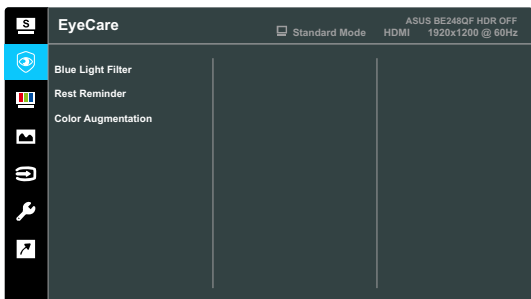 S
EyeCare
Standard Mode
ASUS BE248QF HDR OFF
HDMI 1920x1200 @ 60Hz
Blue Light Filter
Rest Reminder
Color Augmentation